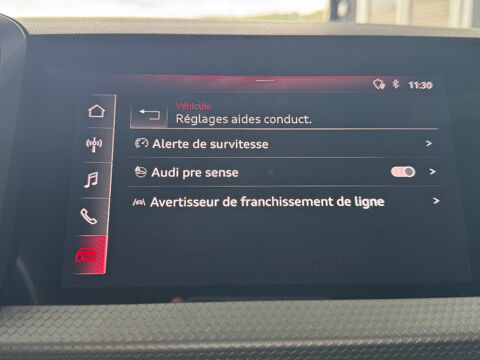 11:30
Véhicule
Réglages aides conduct.
Alerte de survitesse
Audi pre sense
Avertisseur de franchissement de ligne